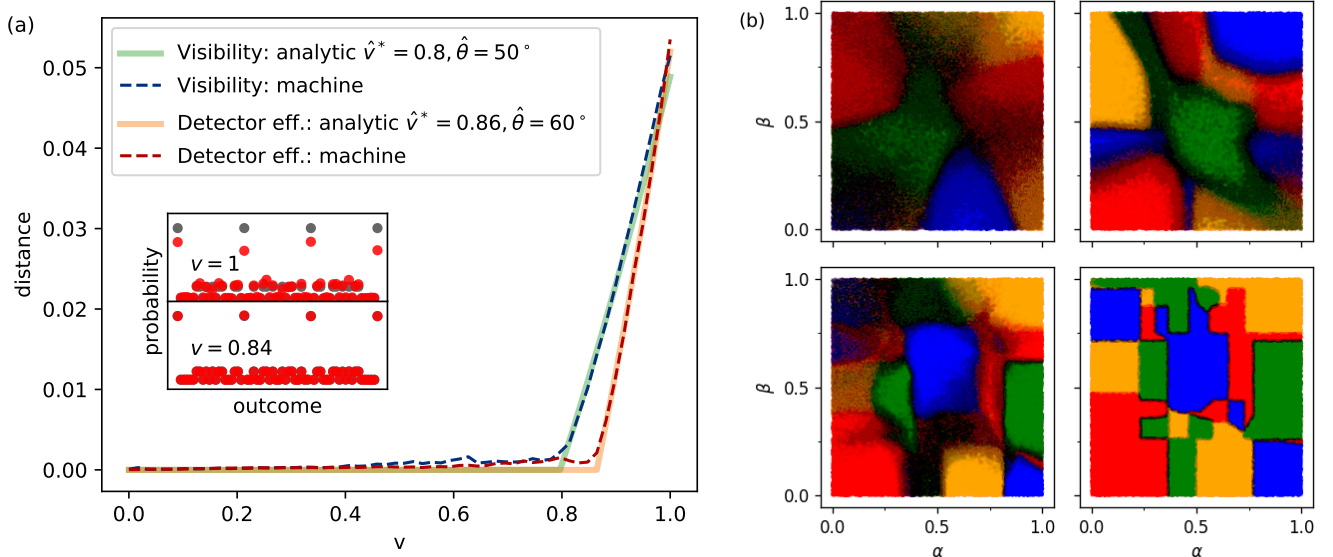 (a)
Visibility: analytic v̂* = 0.8, θ̂ = 50°
Visibility: machine
Detector eff.: analytic v̂* = 0.86, θ̂ = 60°
Detector eff.: machine
distance
0.05
0.04
0.03
0.02
0.01
0.00
probability
v = 1
v = 0.84
outcome
0.0 0.2 0.4 0.6 0.8 1.0
v
(b)
β
1.0
0.5
0.0
β
1.0
0.5
0.0
0.0 0.5 1.0
α
0.0 0.5 1.0
α